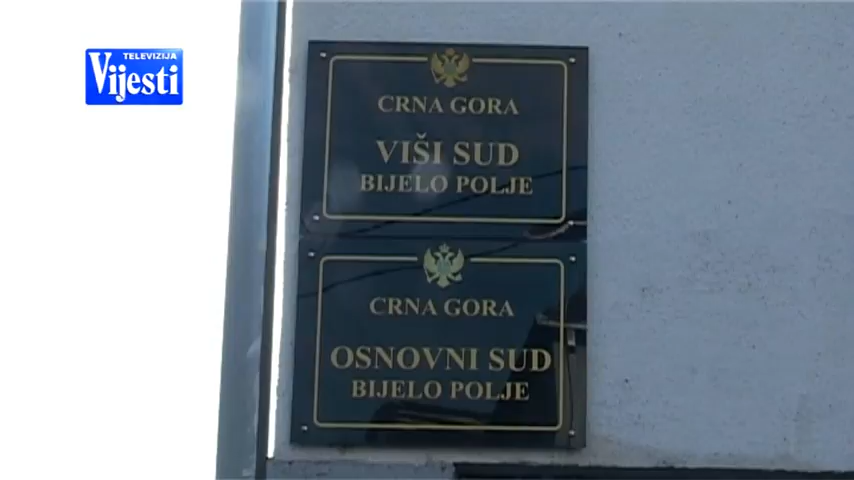 TELEVIZIJA
Vijesti
CRNA GORA
VIŠI SUD
BIJELO POLJE
CRNA GORA
OSNOVNI SUD
BIJELO POLJE